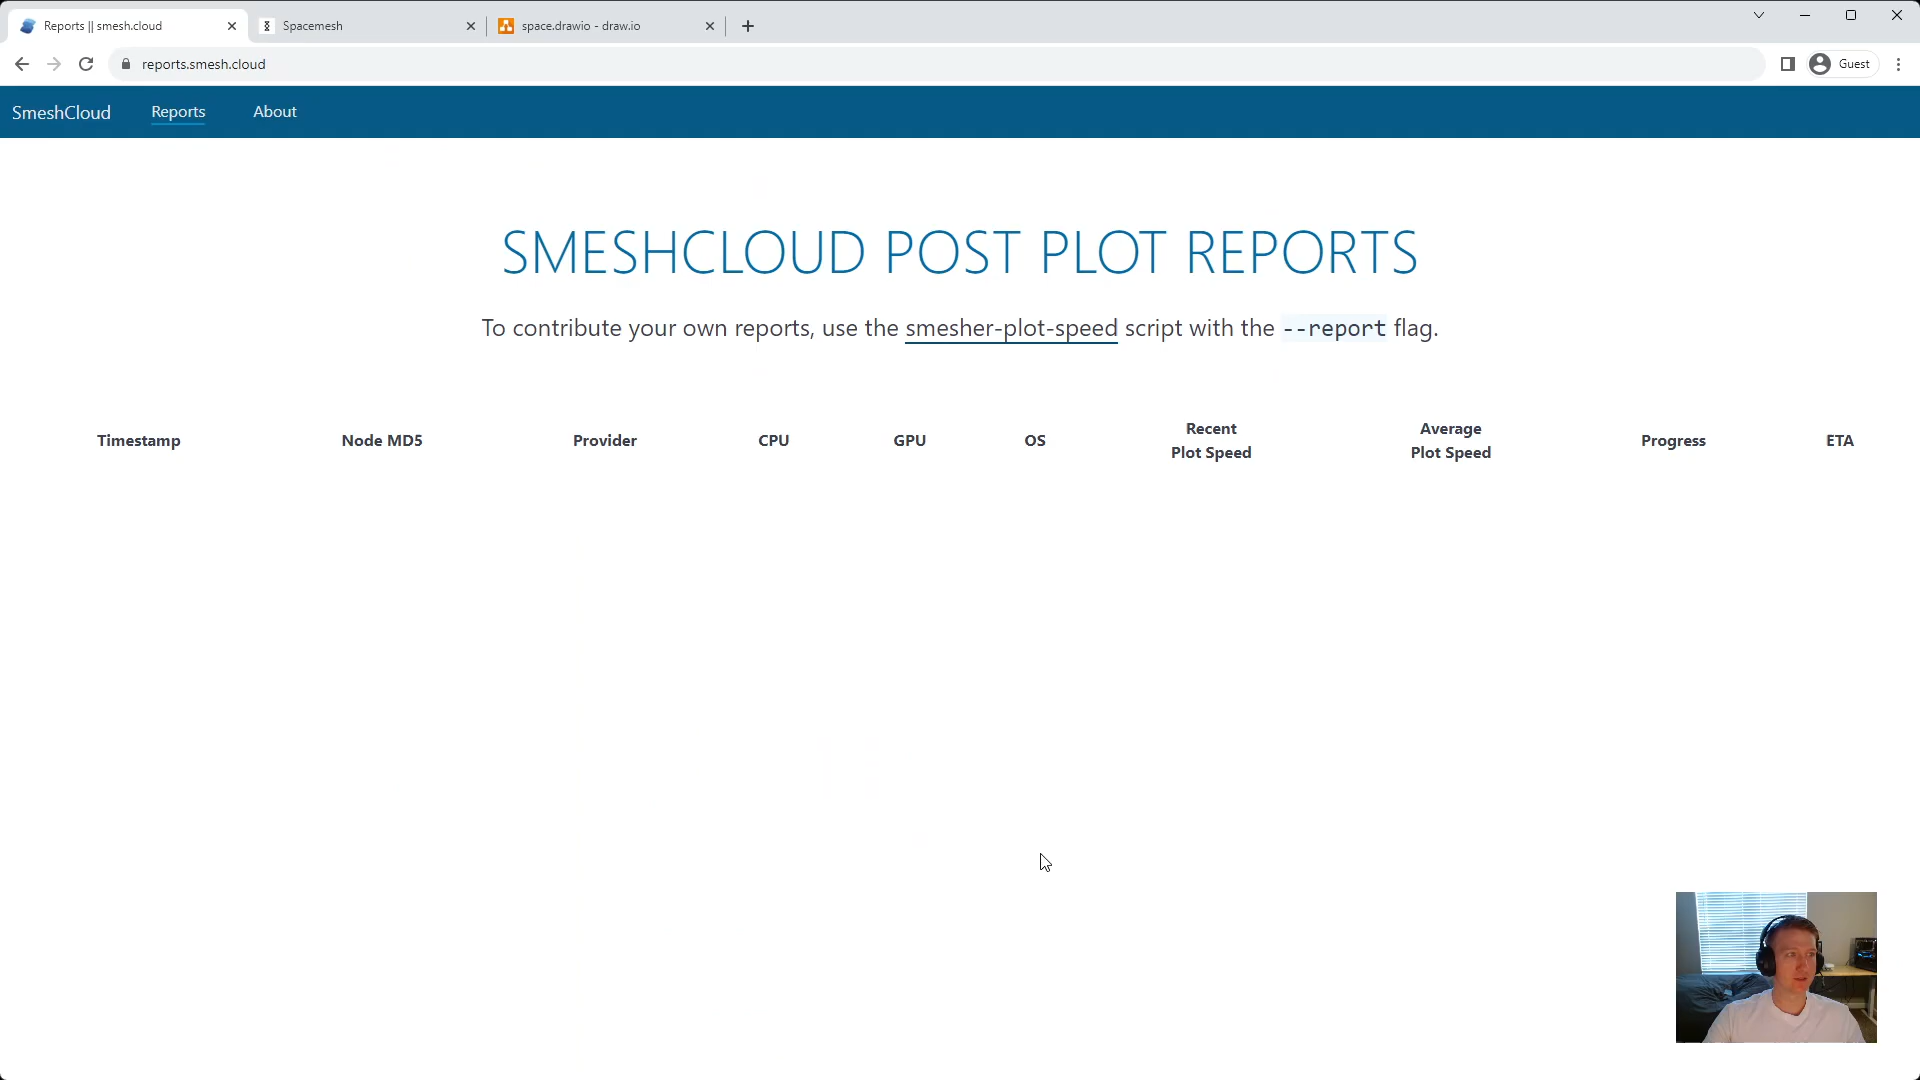 Reports || smesh.cloud
Spacemesh
space.drawio - draw.io
reports.smesh.cloud
Guest
SmeshCloud
Reports
About
SMESHCLOUD POST PLOT REPORTS
To contribute your own reports, use the smesher-plot-speed script with the --report flag.
Timestamp
Node MD5
Provider
CPU
GPU
OS
Recent
Plot Speed
Average
Plot Speed
Progress
ETA